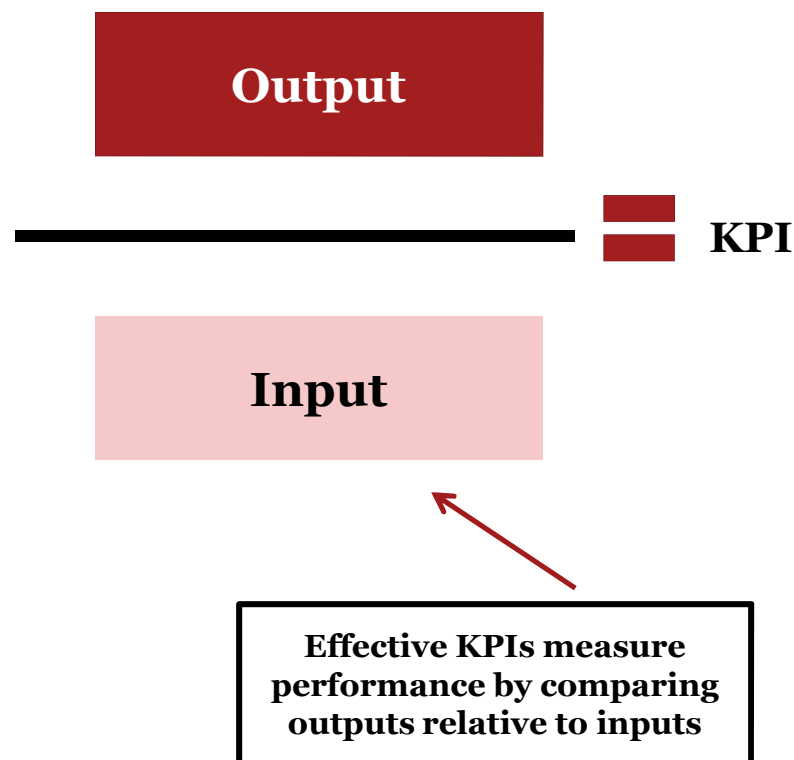 Output
KPI
Input
Effective KPIs measure
performance by comparing
outputs relative to inputs